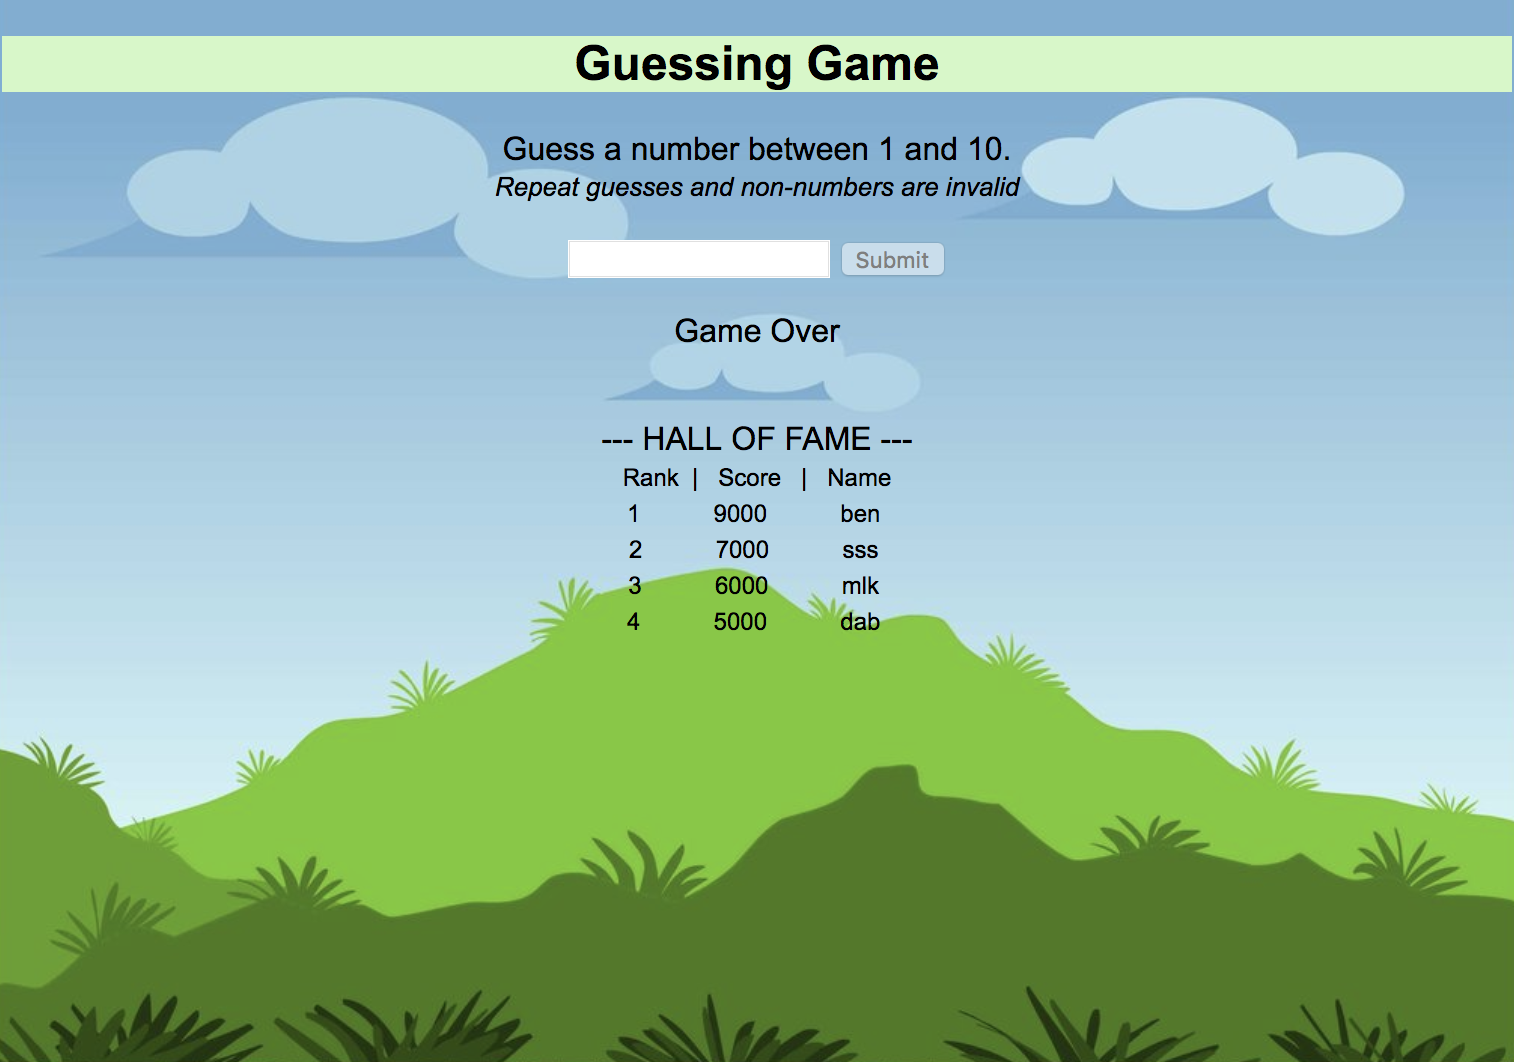 Guessing Game
Guess a number between 1 and 10.
Repeat guesses and non-numbers are invalid
Submit
Game Over
--- HALL OF FAME ---
Rank | Score | Name
1 9000 ben
2 7000 sss
3 6000 mlk
4 5000 dab